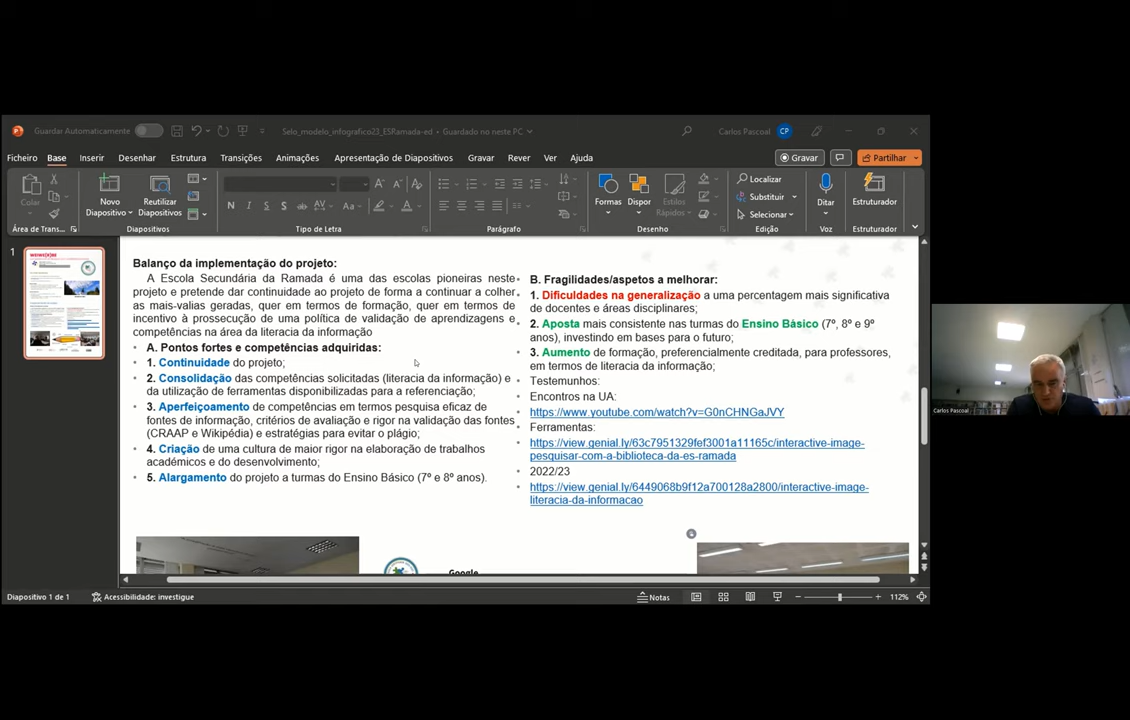 Guardar Automaticamente
Selo_modelo_infografico23_ESRamada-ed • Guardado no neste PC
Carlos Pascoal CP
Ficheiro Base Inserir Desenhar Estrutura Transições Animações Apresentação de Diapositivos Gravar Rever Ver Ajuda Gravar Partilhar
Colar
Novo Diapositivo
Reutilizar Diapositivos
N I S S ab AV Aa A
Formas Dispor Estilos Rápidos
Localizar
Substituir
Selecionar
Ditar Estruturador
Área de Trans... Diapositivos Tipo de Letra Parágrafo Desenho Edição Voz Estruturador
1
Balanço da implementação do projeto:
A Escola Secundária da Ramada é uma das escolas pioneiras neste
projeto e pretende dar continuidade ao projeto de forma a continuar a colher
as mais-valias geradas, quer em termos de formação, quer em termos de
incentivo à prossecução de uma política de validação de aprendizagens e
competências na área da literacia da informação
• A. Pontos fortes e competências adquiridas:
• 1. Continuidade do projeto;
• 2. Consolidação das competências solicitadas (literacia da informação) e
da utilização de ferramentas disponibilizadas para a referenciação;
• 3. Aperfeiçoamento de competências em termos pesquisa eficaz de
fontes de informação, critérios de avaliação e rigor na validação das fontes
(CRAAP e Wikipédia) e estratégias para evitar o plágio;
• 4. Criação de uma cultura de maior rigor na elaboração de trabalhos
académicos e do desenvolvimento;
• 5. Alargamento do projeto a turmas do Ensino Básico (7º e 8º anos).
• B. Fragilidades/aspetos a melhorar:
• 1. Dificuldades na generalização a uma percentagem mais significativa
de docentes e áreas disciplinares;
• 2. Aposta mais consistente nas turmas do Ensino Básico (7º, 8º e 9º
anos), investindo em bases para o futuro;
• 3. Aumento de formação, preferencialmente creditada, para professores,
em termos de literacia da informação;
• Testemunhos:
• Encontros na UA:
• https://www.youtube.com/watch?v=G0nCHNGaJVY
• Ferramentas:
• https://view.genial.ly/63c7951329fef3001a11165c/interactive-image-
pesquisar-com-a-biblioteca-da-es-ramada
• 2022/23
• https://view.genial.ly/6449068b9f12a700128a2800/interactive-image-
literacia-da-informacao
Google
Carlos Pascoal
Diapositivo 1 de 1 Acessibilidade: investigue Notas 112%